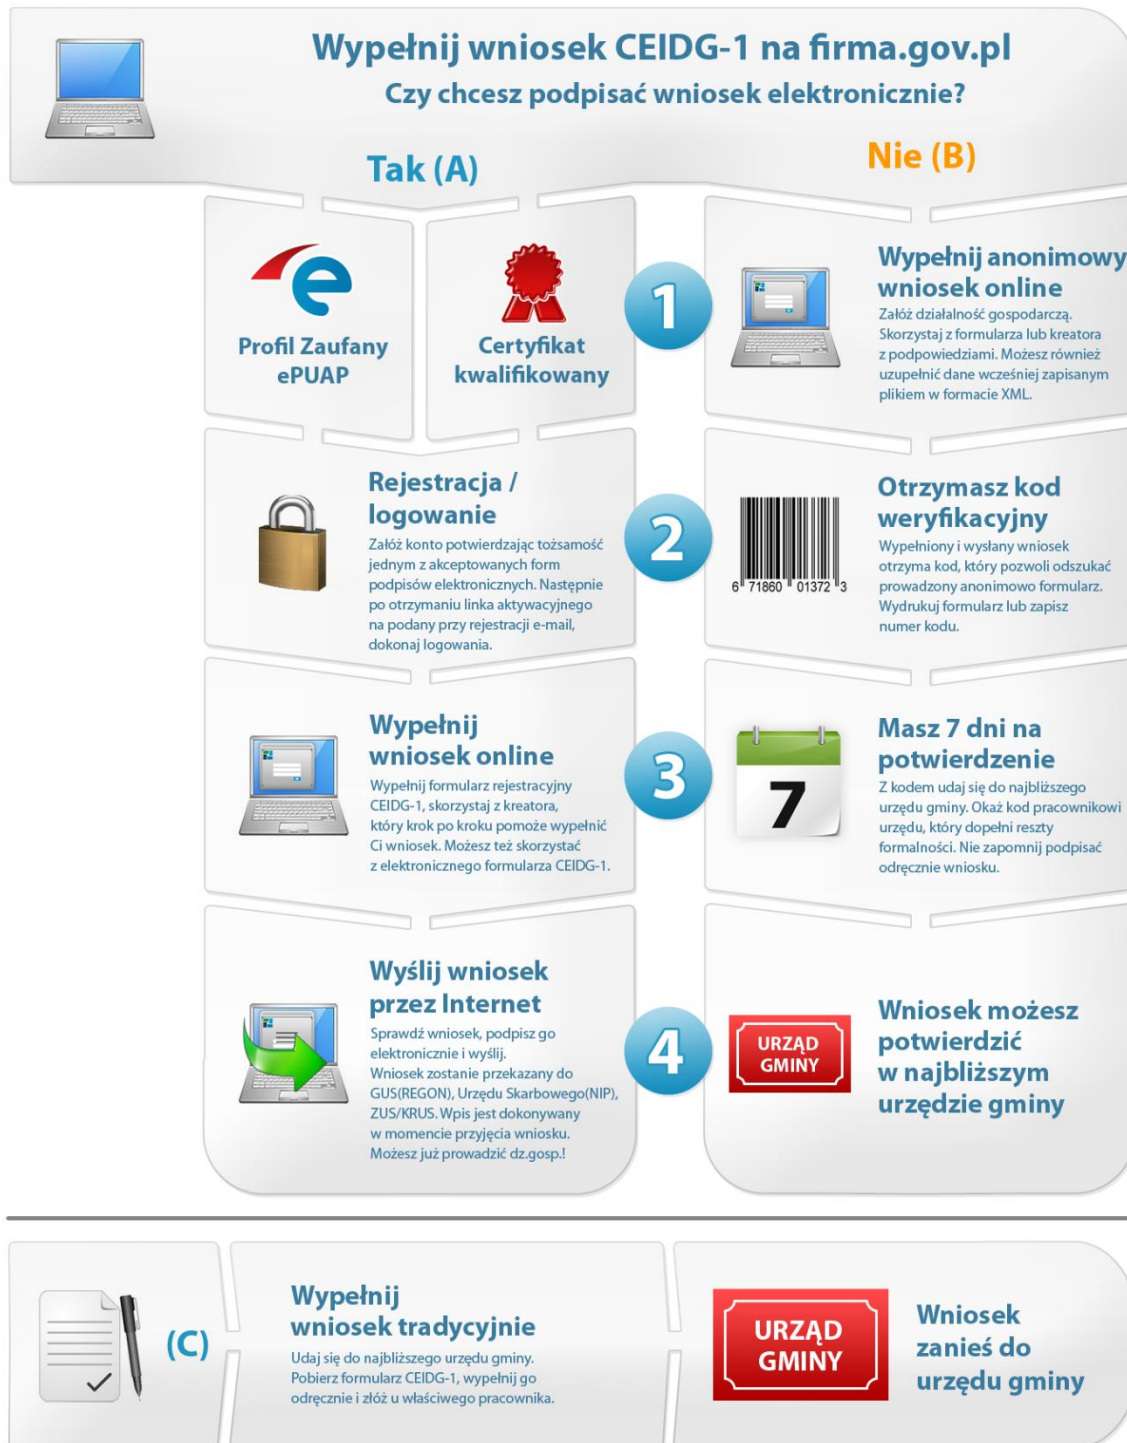 Wypełnij wniosek CEIDG-1 na firma.gov.pl
Czy chcesz podpisać wniosek elektronicznie?
Tak (A)
Nie (B)
Profil Zaufany
ePUAP
Certyfikat
kwalifikowany
1
Wypełnij anonimowy
wniosek online
Załóż działalność gospodarczą.
Skorzystaj z formularza lub kreatora
z podpowiedziami. Możesz również
uzupełnić dane wcześniej zapisanym
plikiem w formacie XML.
Rejestracja /
logowanie
Załóż konto potwierdzając tożsamość
jednym z akceptowanych form
podpisów elektronicznych. Następnie
po otrzymaniu linka aktywacyjnego
na podany przy rejestracji e-mail,
dokonaj logowania.
2
6 71860 01372 3
Otrzymasz kod
weryfikacyjny
Wypełniony i wysłany wniosek
otrzyma kod, który pozwoli odszukać
prowadzony anonimowo formularz.
Wydrukuj formularz lub zapisz
numer kodu.
Wypełnij
wniosek online
Wypełnij formularz rejestracyjny
CEIDG-1, skorzystaj z kreatora,
który krok po kroku pomoże wypełnić
Ci wniosek. Możesz też skorzystać
z elektronicznego formularza CEIDG-1.
3
7
Masz 7 dni na
potwierdzenie
Z kodem udaj się do najbliższego
urzędu gminy. Okaż kod pracownikowi
urzędu, który dopełni reszty
formalności. Nie zapomnij podpisać
odręcznie wniosku.
Wyślij wniosek
przez Internet
Sprawdź wniosek, podpisz go
elektronicznie i wyślij.
Wniosek zostanie przekazany do
GUS(REGON), Urzędu Skarbowego(NIP),
ZUS/KRUS. Wpis jest dokonywany
w momencie przyjęcia wniosku.
Możesz już prowadzić dz.gosp.!
4
URZĄD
GMINY
Wniosek możesz
potwierdzić
w najbliższym
urzędzie gminy
(C)
Wypełnij
wniosek tradycyjnie
Udaj się do najbliższego urzędu gminy.
Pobierz formularz CEIDG-1, wypełnij go
odręcznie i złóż u właściwego pracownika.
URZĄD
GMINY
Wniosek
zanieś do
urzędu gminy